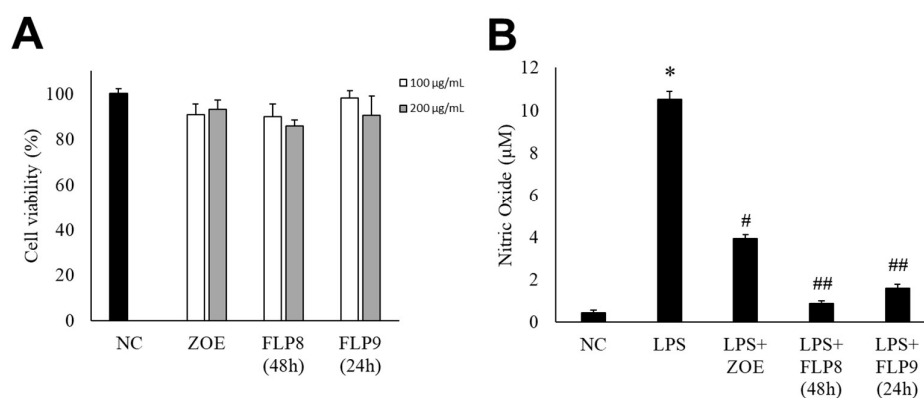 A
Cell viability (%)
100
80
60
40
20
0
NC
ZOE
FLP8
(48h)
FLP9
(24h)
100 µg/mL
200 µg/mL
B
Nitric Oxide (µM)
12
10
8
6
4
2
0
*
#
##
##
NC
LPS
LPS+
ZOE
LPS+
FLP8
(48h)
LPS+
FLP9
(24h)